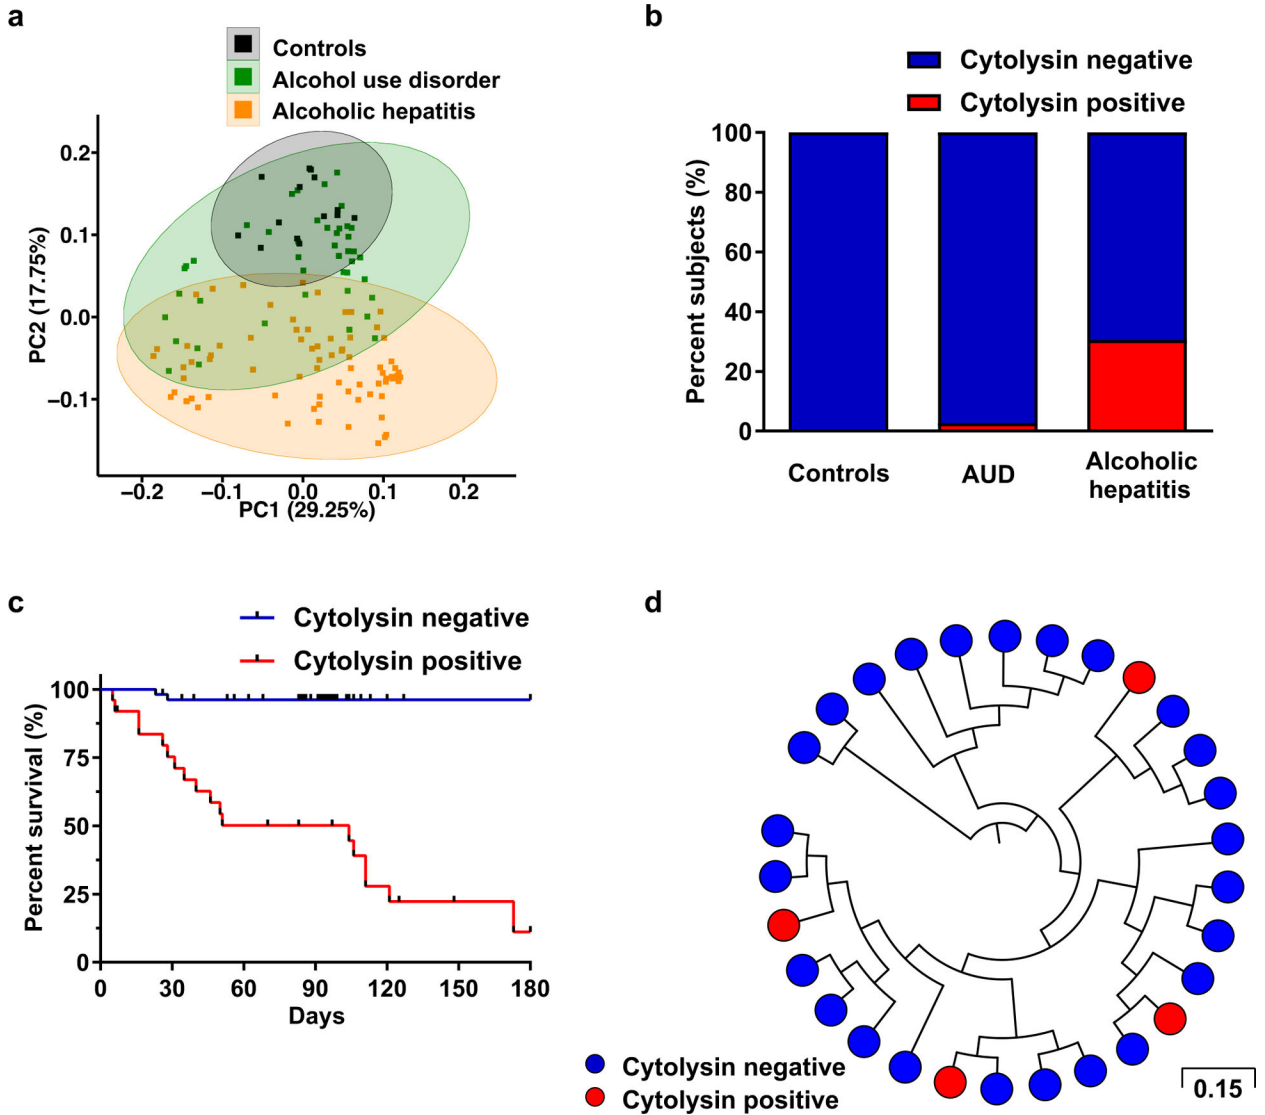 a
Controls
Alcohol use disorder
Alcoholic hepatitis
0.2
0.1
0.0
−0.1
PC2 (17.75%)
−0.2 −0.1 0.0 0.1 0.2
PC1 (29.25%)
b
Cytolysin negative
Cytolysin positive
100
80
60
40
20
0
Percent subjects (%)
Controls AUD Alcoholic
hepatitis
c
Cytolysin negative
Cytolysin positive
100
75
50
25
0
Percent survival (%)
0 30 60 90 120 150 180
Days
d
Cytolysin negative
Cytolysin positive
0.15